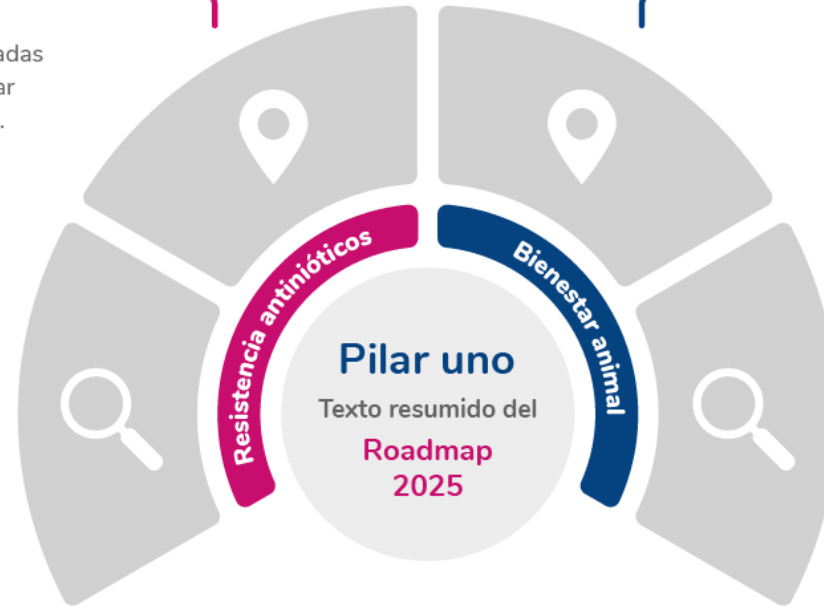 Resistencia antinióticos
Bienestar animal
Pilar uno
Texto resumido del
Roadmap
2025